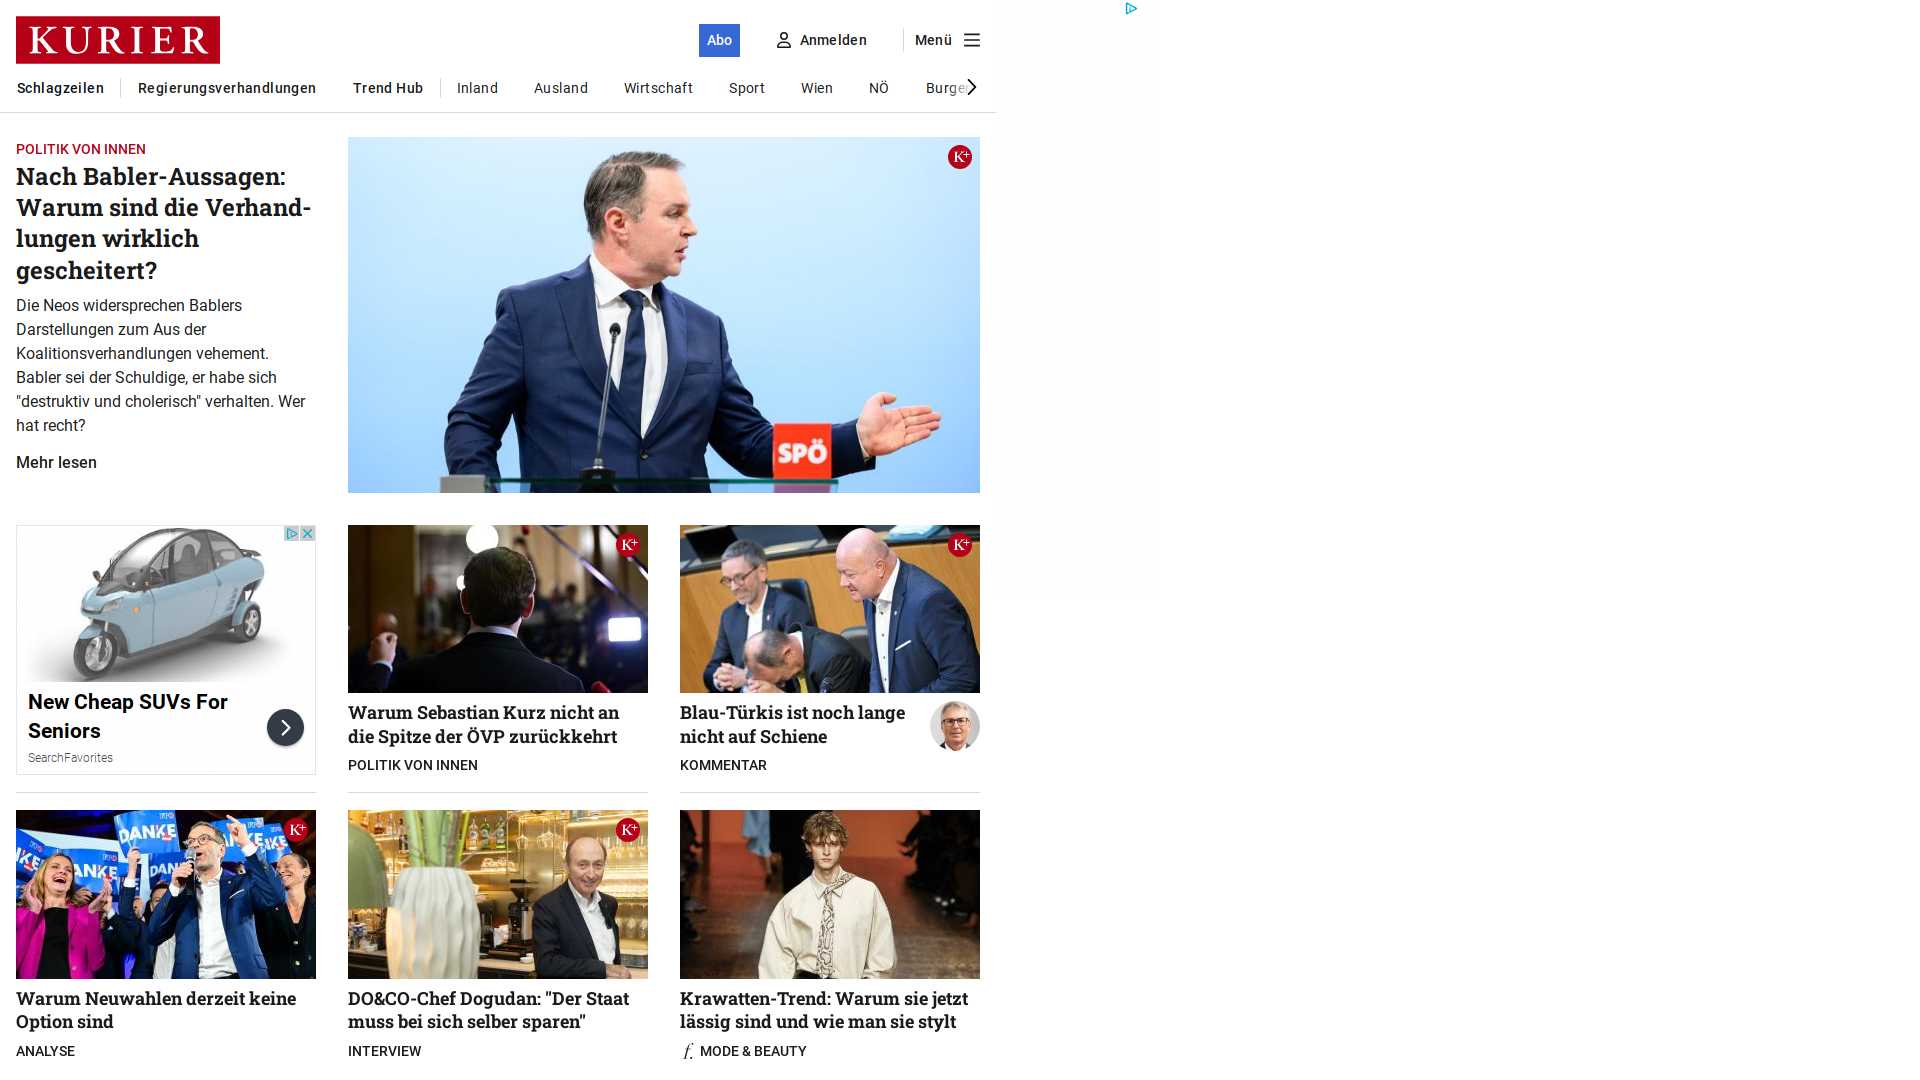 KURIER
Abo
Anmelden
Menü
Schlagzeilen
Regierungsverhandlungen
Trend Hub
Inland
Ausland
Wirtschaft
Sport
Wien
NÖ
POLITIK VON INNEN
Nach Babler-Aussagen:
Warum sind die Verhand-
lungen wirklich
gescheitert?
Die Neos widersprechen Bablers
Darstellungen zum Aus der
Koalitionsverhandlungen vehement.
Babler sei der Schuldige, er habe sich
"destruktiv und cholerisch" verhalten. Wer
hat recht?
Mehr lesen
K+
SPÖ
New Cheap SUVs For
Seniors
SearchFavorites
K+
Warum Sebastian Kurz nicht an
die Spitze der ÖVP zurückkehrt
POLITIK VON INNEN
K+
Blau-Türkis ist noch lange
nicht auf Schiene
KOMMENTAR
DANKE
DANKE
K+
Warum Neuwahlen derzeit keine
Option sind
ANALYSE
K+
DO&CO-Chef Dogudan: "Der Staat
muss bei sich selber sparen"
INTERVIEW
Krawatten-Trend: Warum sie jetzt
lässig sind und wie man sie stylt
f. MODE & BEAUTY